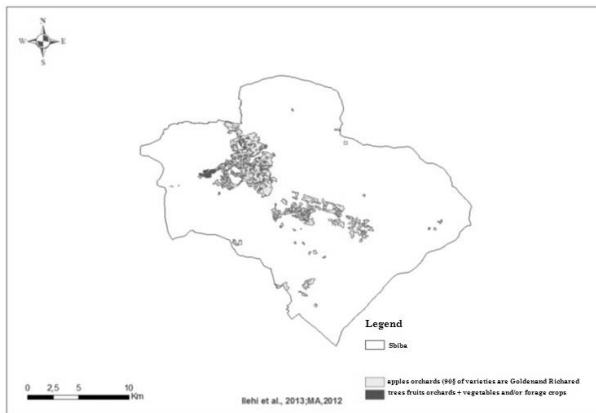 N
W E
S
Legend
Sbiba
apples orchards (90§ of varieties are Goldenand Richared
trees fruits orchards + vegetables and/or forage crops
0 2,5 5 10
Km
Ilehi et al., 2013;MA,2012